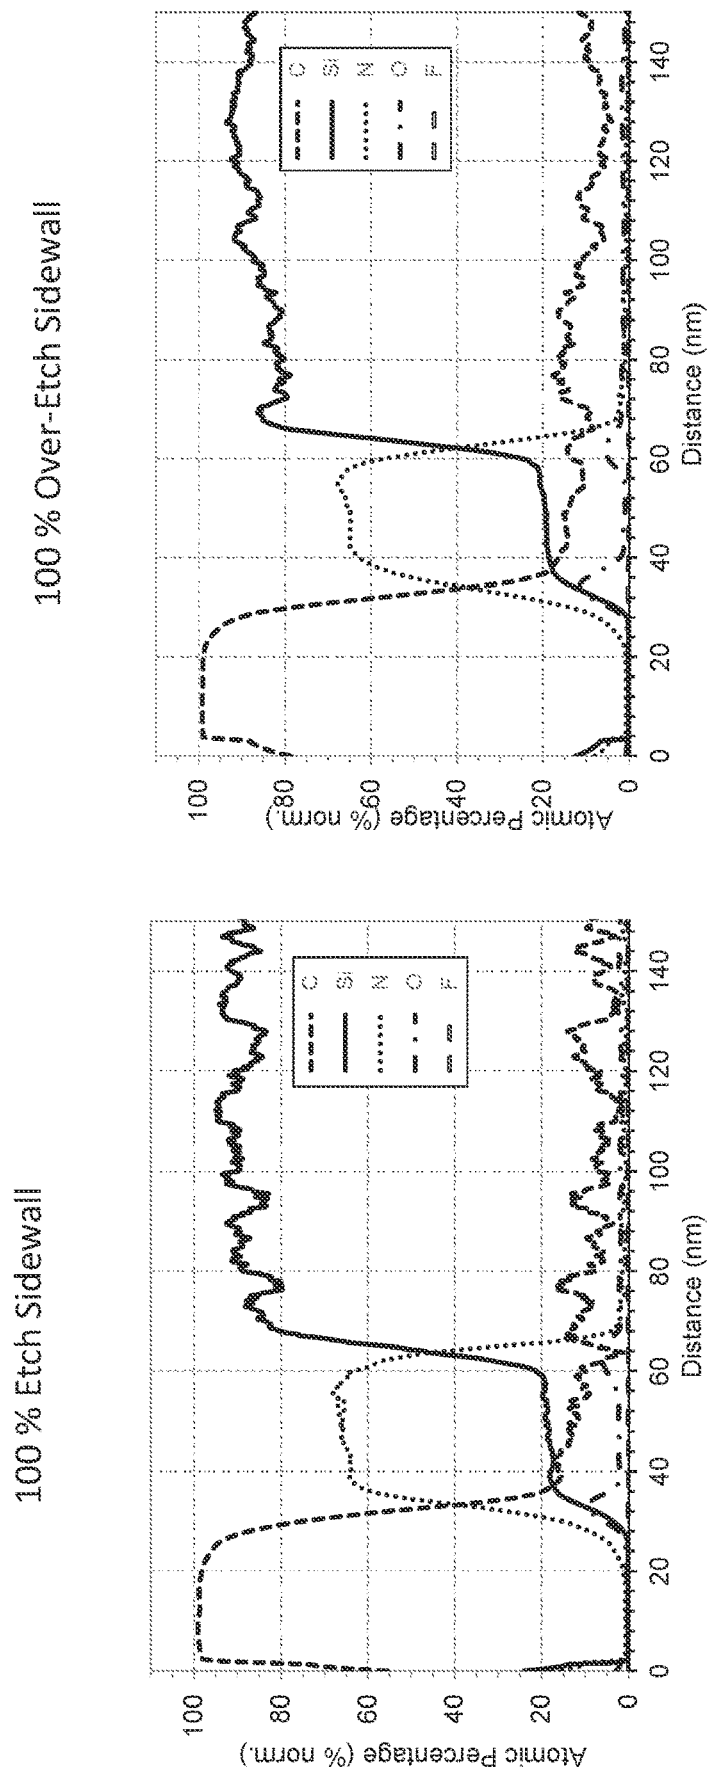 100 % Etch Sidewall
Atomic Percentage (% norm.)
100
80
60
40
20
0
C
Si
N
O
F
0
20
40
60
80
100
120
140
Distance (nm)
100 % Over-Etch Sidewall
Atomic Percentage (% norm.)
100
80
60
40
20
0
C
Si
N
O
F
0
20
40
60
80
100
120
140
Distance (nm)